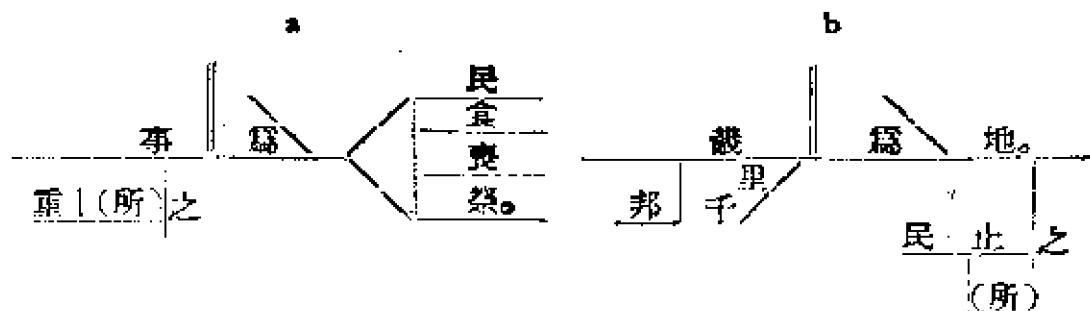 a
b
事 爲
民
食
喪
祭。
重(所)之
畿 爲 地。
邦 千里
民 止 之
(所)